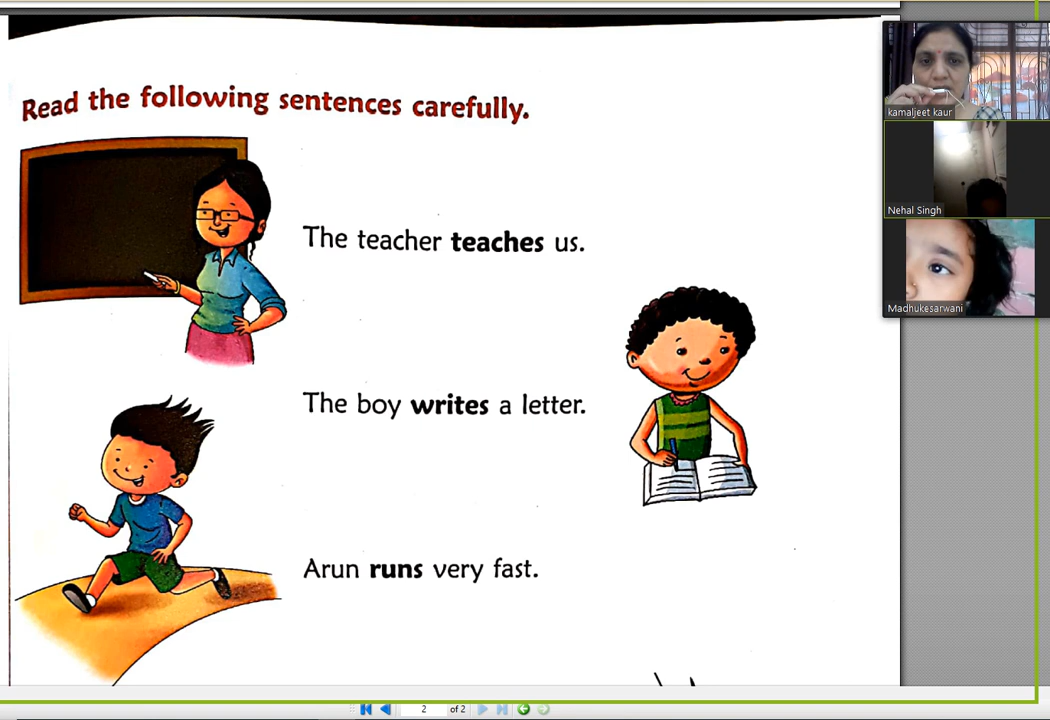 Read the following sentences carefully.
The teacher teaches us.
The boy writes a letter.
Arun runs very fast.
kamaljeet kaur
Nehal Singh
Madhukesarwani
2 of 2